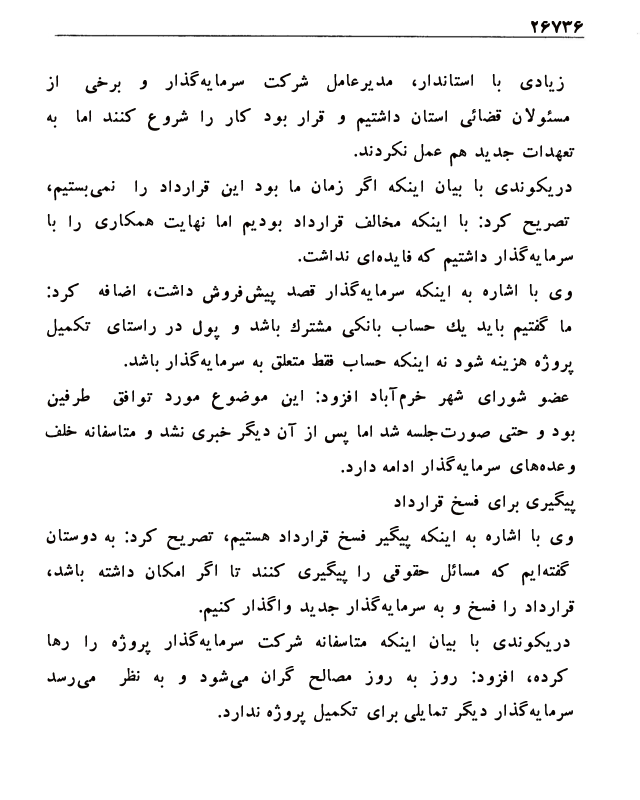 ۲۶۷۳۶
زیادی با استاندار، مدیرعامل شرکت سرمایه‌گذار و برخی از
مسئولان قضائی استان داشتیم و قرار بود کار را شروع کنند اما به
تعهدات جدید هم عمل نکردند.
دریکوندی با بیان اینکه اگر زمان ما بود این قرارداد را نمی‌بستیم،
تصریح کرد: با اینکه مخالف قرارداد بودیم اما نهایت همکاری را با
سرمایه‌گذار داشتیم که فایده‌ای نداشت.
وی با اشاره به اینکه سرمایه‌گذار قصد پیش‌فروش داشت، اضافه کرد:
ما گفتیم باید یك حساب بانکی مشترك باشد و پول در راستای تکمیل
پروژه هزینه شود نه اینکه حساب فقط متعلق به سرمایه‌گذار باشد.
عضو شورای شهر خرم‌آباد افزود: این موضوع مورد توافق طرفین
بود و حتی صورت‌جلسه شد اما پس از آن دیگر خبری نشد و متاسفانه خلف
وعده‌های سرمایه‌گذار ادامه دارد.
پیگیری برای فسخ قرارداد
وی با اشاره به اینکه پیگیر فسخ قرارداد هستیم، تصریح کرد: به دوستان
گفته‌ایم که مسائل حقوقی را پیگیری کنند تا اگر امکان داشته باشد،
قرارداد را فسخ و به سرمایه‌گذار جدید واگذار کنیم.
دریکوندی با بیان اینکه متاسفانه شرکت سرمایه‌گذار پروژه را رها
کرده، افزود: روز به روز مصالح گران می‌شود و به نظر می‌رسد
سرمایه‌گذار دیگر تمایلی برای تکمیل پروژه ندارد.